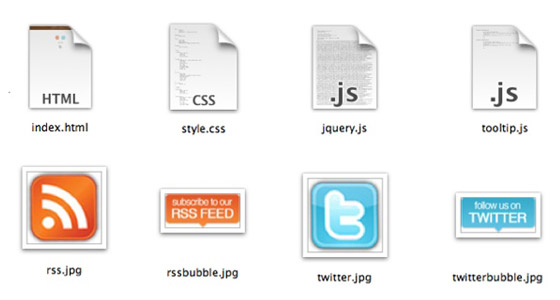 HTML
CSS
.js
.js
index.html
style.css
jquery.js
tooltip.js
subscribe to our
RSS FEED
t
follow us on
TWITTER
rss.jpg
rssbubble.jpg
twitter.jpg
twitterbubble.jpg